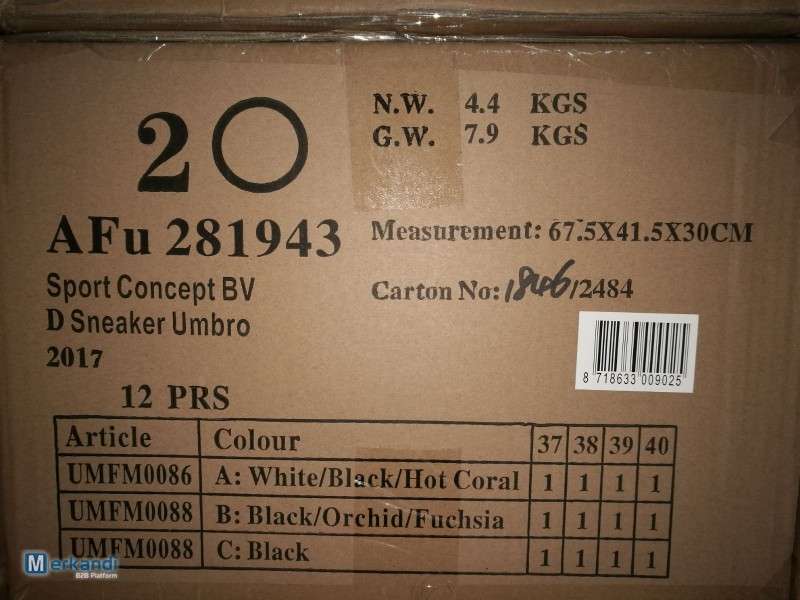 2
N.W. 4.4 KGS
G.W. 7.9 KGS
AFu 281943
Measurement: 67.5X41.5X30CM
Sport Concept BV
Carton No: 1846/2484
D Sneaker Umbro
2017
8 718633 009025
12 PRS
Article Colour 37 38 39 40
UMFM0086 A: White/Black/Hot Coral 1 1 1 1
UMFM0088 B: Black/Orchid/Fuchsia 1 1 1 1
UMFM0088 C: Black 1 1 1 1
Merkandi
B2B Platform